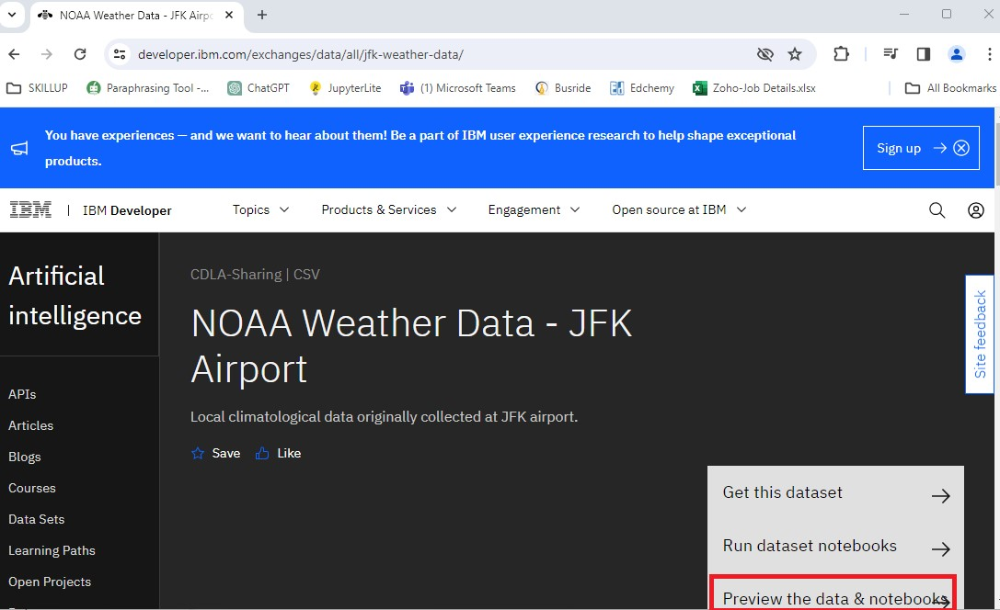 NOAA Weather Data - JFK Airpo
developer.ibm.com/exchanges/data/all/jfk-weather-data/
SKILLUP
Paraphrasing Tool -...
ChatGPT
JupyterLite
(1) Microsoft Teams
Busride
Edchemy
Zoho-Job Details.xlsx
All Bookmarks
You have experiences — and we want to hear about them! Be a part of IBM user experience research to help shape exceptional
products.
Sign up
IBM
IBM Developer
Topics
Products & Services
Engagement
Open source at IBM
Artificial
intelligence
APIs
Articles
Blogs
Courses
Data Sets
Learning Paths
Open Projects
CDLA-Sharing | CSV
NOAA Weather Data - JFK
Airport
Local climatological data originally collected at JFK airport.
Save
Like
Get this dataset
Run dataset notebooks
Preview the data & notebooks
Site feedback